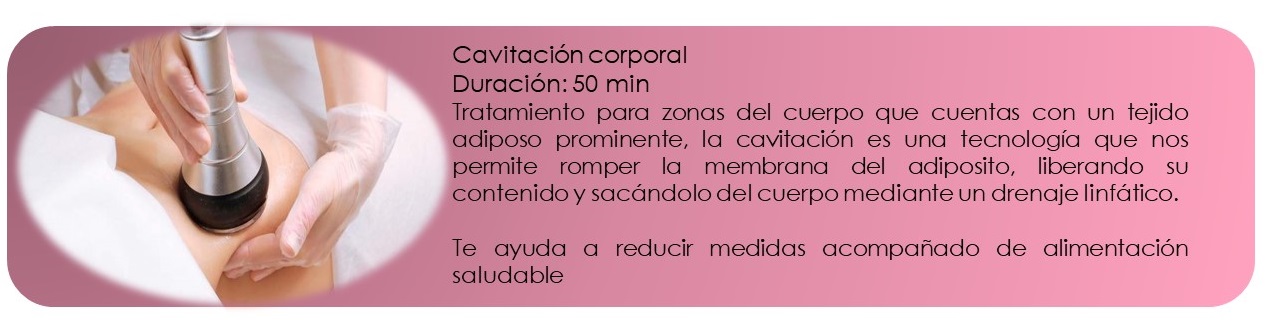 Cavitación corporal
Duración: 50 min
Tratamiento para zonas del cuerpo que cuentas con un tejido
adiposo prominente, la cavitación es una tecnología que nos
permite romper la membrana del adiposito, liberando su
contenido y sacándolo del cuerpo mediante un drenaje linfático.
Te ayuda a reducir medidas acompañado de alimentación
saludable